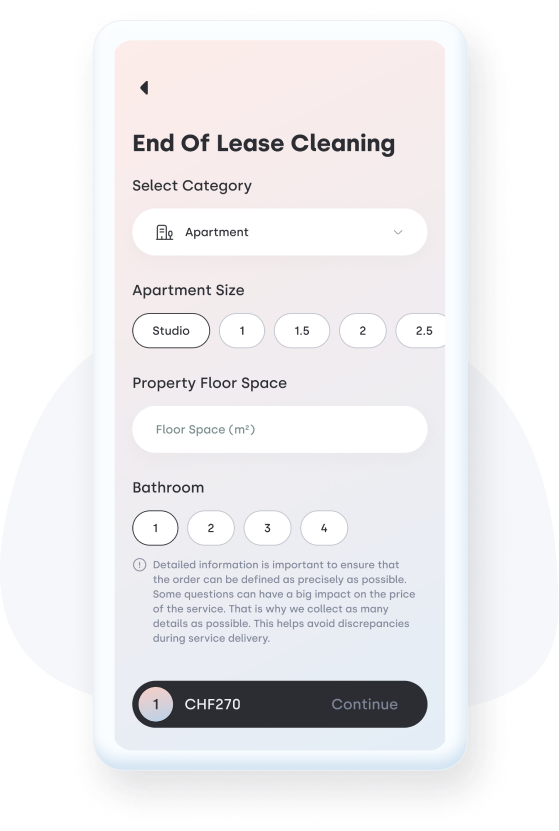 End Of Lease Cleaning
Select Category
Apartment
Apartment Size
Studio 1 1.5 2 2.5
Property Floor Space
Floor Space (m²)
Bathroom
1 2 3 4
Detailed information is important to ensure that
the order can be defined as precisely as possible.
Some questions can have a big impact on the price
of the service. That is why we collect as many
details as possible. This helps avoid discrepancies
during service delivery.
1 CHF270 Continue